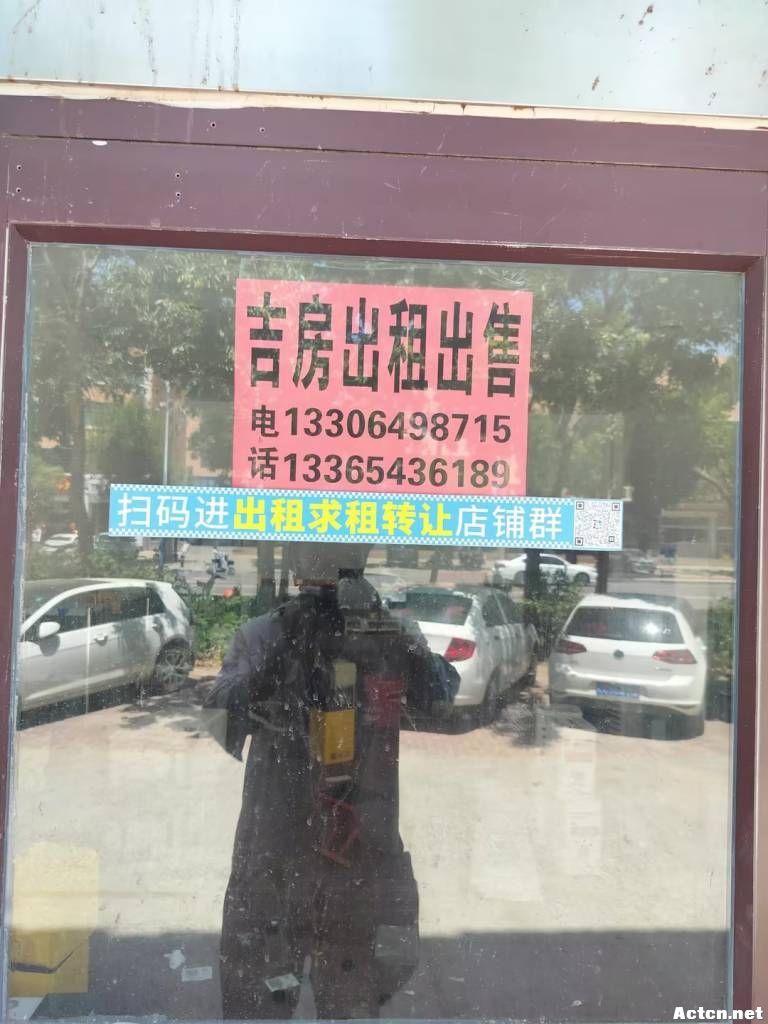 吉房出租出售
电13306498715
话13365436189
扫码进出租求租转让店铺群
Actcn.net